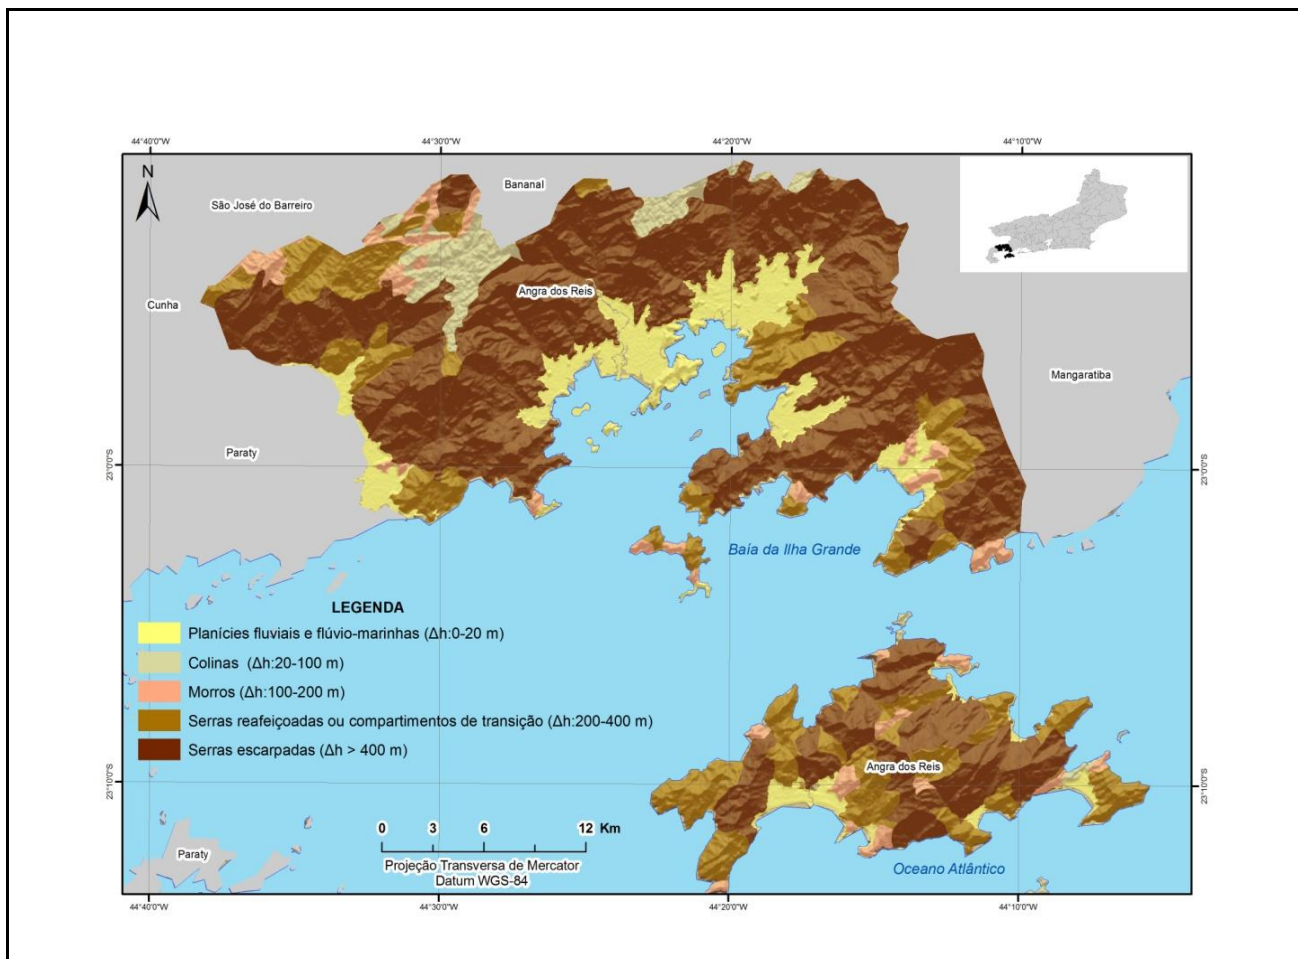 44°40'0"W
44°30'0"W
44°20'0"W
44°10'0"W
N
Bananal
São José do Barreiro
Cunha
Angra dos Reis
Mangaratiba
Paraty
23°0'0"S
23°0'0"S
Baía da Ilha Grande
LEGENDA
Planícies fluviais e flúvio-marinhas (Δh:0-20 m)
Colinas (Δh:20-100 m)
Morros (Δh:100-200 m)
Serras reafeiçoadas ou compartimentos de transição (Δh:200-400 m)
Serras escarpadas (Δh > 400 m)
Angra dos Reis
23°10'0"S
23°10'0"S
0 3 6 12 Km
Projeção Transversa de Mercator
Datum WGS-84
Paraty
Oceano Atlântico
44°40'0"W
44°30'0"W
44°20'0"W
44°10'0"W